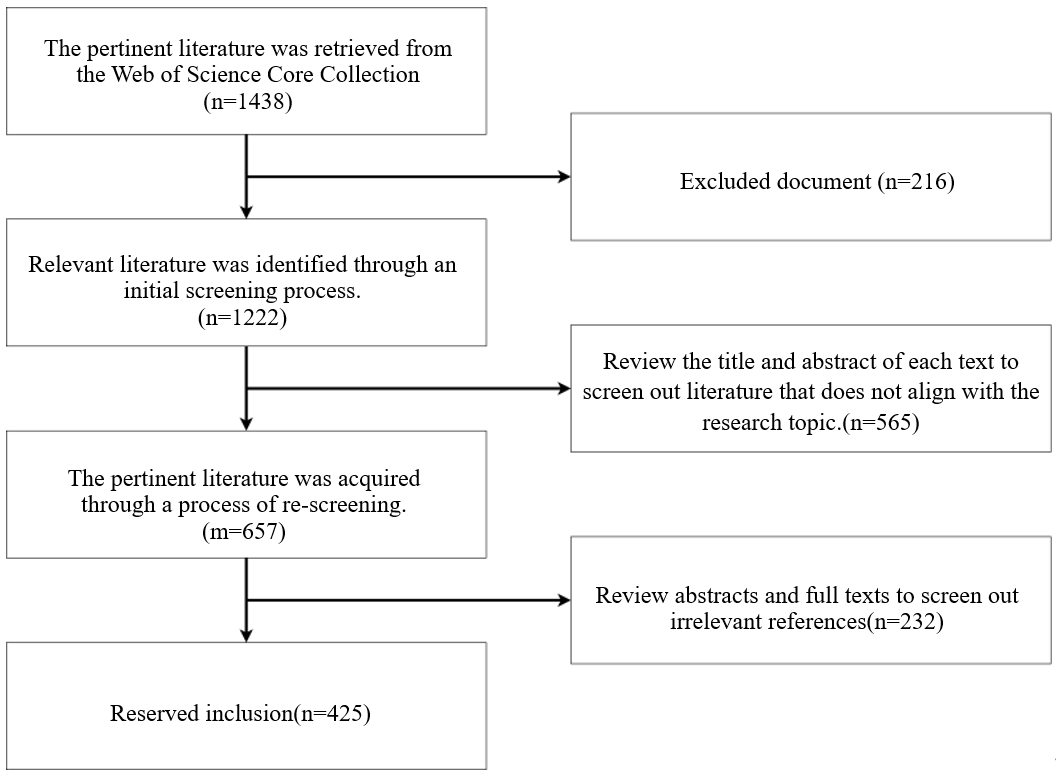 The pertinent literature was retrieved from
the Web of Science Core Collection
(n=1438)
Excluded document (n=216)
Relevant literature was identified through an
initial screening process.
(n=1222)
Review the title and abstract of each text to
screen out literature that does not align with the
research topic.(n=565)
The pertinent literature was acquired
through a process of re-screening.
(m=657)
Review abstracts and full texts to screen out
irrelevant references(n=232)
Reserved inclusion(n=425)